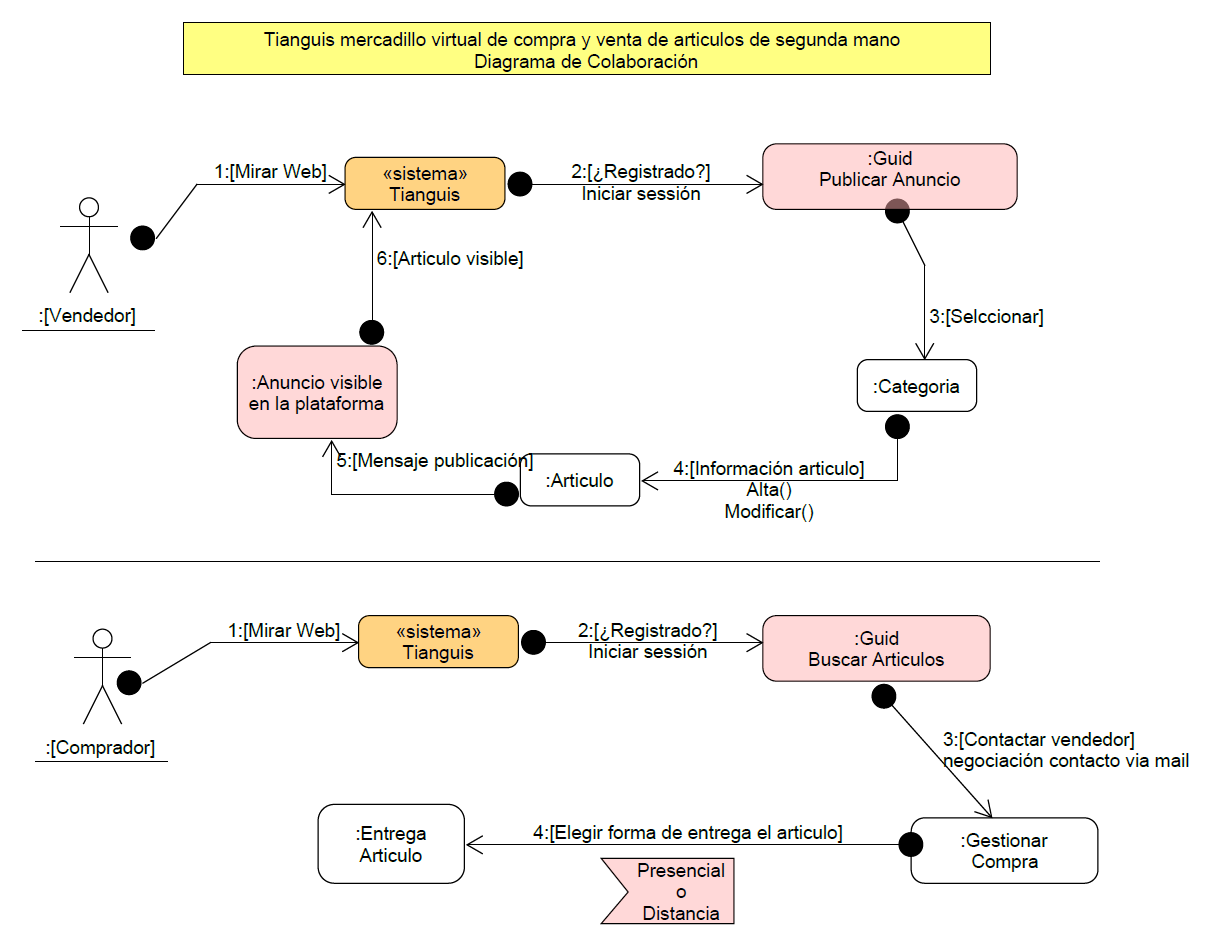 Tianguis mercadillo virtual de compra y venta de articulos de segunda mano
Diagrama de Colaboración
1:[Mirar Web]
«sistema»
Tianguis
2:[¿Registrado?]
Iniciar sessión
:Guid
Publicar Anuncio
:[Vendedor]
6:[Articulo visible]
3:[Selccionar]
:Anuncio visible
en la plataforma
:Categoria
5:[Mensaje publicación]
:Articulo
4:[Información articulo]
Alta()
Modificar()
1:[Mirar Web]
«sistema»
Tianguis
2:[¿Registrado?]
Iniciar sessión
:Guid
Buscar Articulos
:[Comprador]
3:[Contactar vendedor]
negociación contacto via mail
:Entrega
Articulo
4:[Elegir forma de entrega el articulo]
:Gestionar
Compra
Presencial
o
Distancia